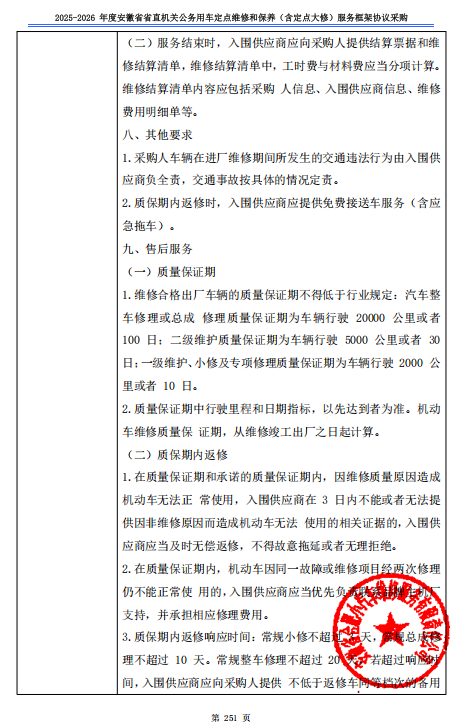 2025-2026 年度安徽省省直机关公务用车定点维修和保养（含定点大修）服务框架协议采购
（二）服务结束时，入围供应商应向采购人提供结算票据和维
修结算清单，维修结算清单中，工时费与材料费应当分项计算。
维修结算清单内容应包括采购 人信息、入围供应商信息、维修
费用明细单等。
八、其他要求
1.采购人车辆在进厂维修期间所发生的交通违法行为由入围供
应商负全责，交通事故按具体的情况定责。
2.质保期内返修时，入围供应商应提供免费接送车服务（含应
急拖车）。
九、售后服务
（一）质量保证期
1.维修合格出厂车辆的质量保证期不得低于行业规定：汽车整
车修理或总成 修理质量保证期为车辆行驶 20000 公里或者
100 日；二级维护质量保证期为车辆行驶 5000 公里或者 30
日；一级维护、小修及专项修理质量保证期为车辆行驶 2000 公
里或者 10 日。
2.质量保证期中行驶里程和日期指标，以先达到者为准。机动
车维修质量保 证期，从维修竣工出厂之日起计算。
（二）质保期内返修
1.在质量保证期和承诺的质量保证期内，因维修质量原因造成
机动车无法正 常使用，入围供应商在 3 日内不能或者无法提
供因非维修原因而造成机动车无法 使用的相关证据的，入围供
应商应当及时无偿返修，不得故意拖延或者无理拒绝。
2.在质量保证期内，机动车因同一故障或维修项目经两次修理
仍不能正常使 用的，入围供应商应当优先负责联系
支持，并承担相应修理费用。
3.质保期内返修响应时间：常规小修不超过 天，常规总成修
理不超过 10 天。常规整车修理不超过 20 天，若超过响应时
间，入围供应商应向采购人提供 不低于返修车同等档次的备用
第 251 页